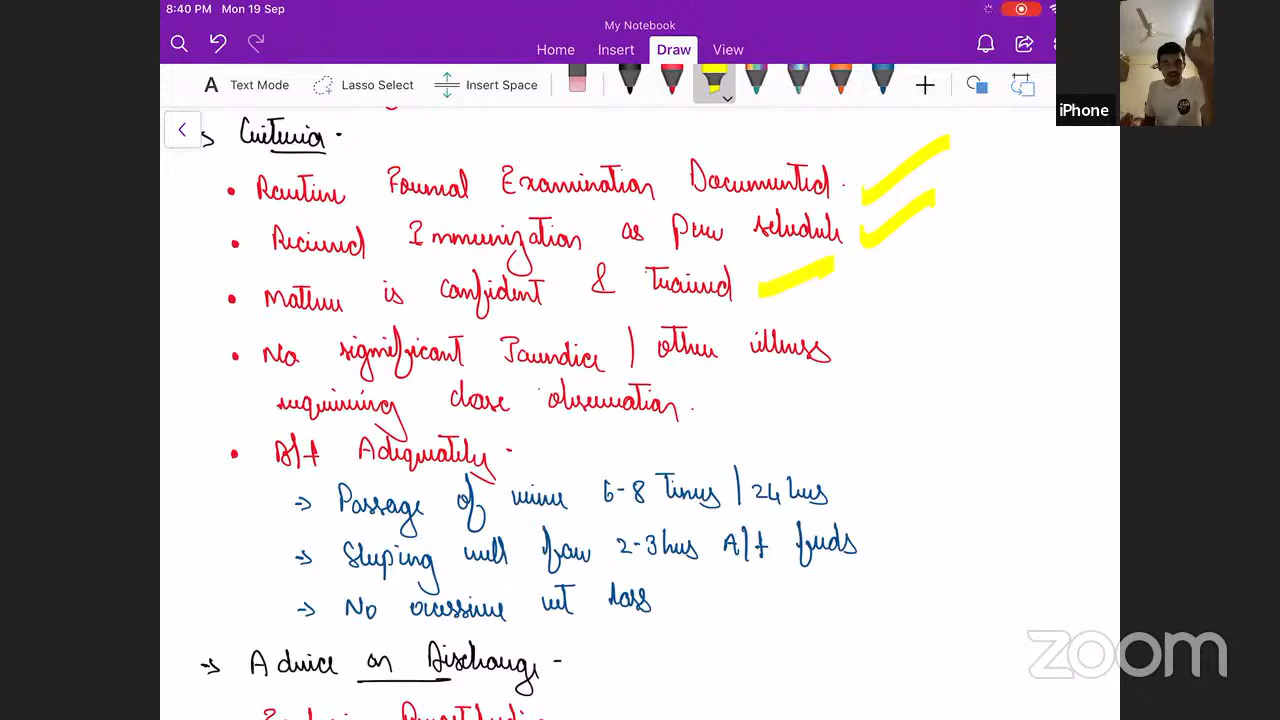 8:40 PM Mon 19 Sep
My Notebook
Home Insert Draw View
Text Mode Lasso Select Insert Space
iPhone
→ Criteria -
• Routine Formal Examination Documented.
• Recieved Immunization as per schedule
• Mother is confident & trained
• No significant Jaundice / other illness
requiring close observation.
• B/f Adequately -
→ Passage of urine 6-8 Times / 24 hrs
→ Sleeping well for 2-3 hrs A/f feeds
→ No excessive wt loss
→ Advice on Discharge -
zoom